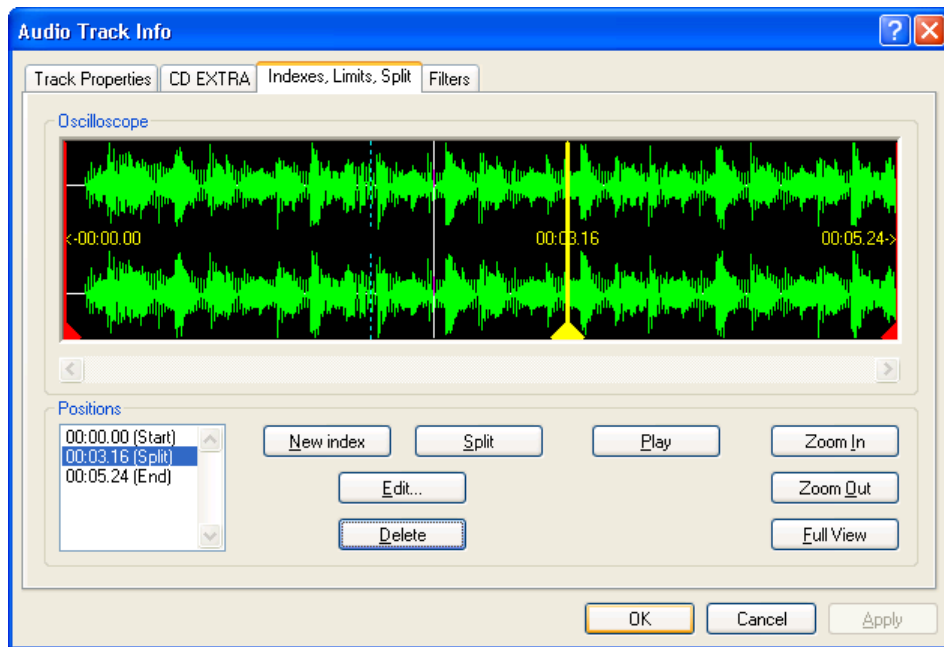 Audio Track Info
Track Properties CD EXTRA Indexes, Limits, Split Filters
Oscilloscope
<-00:00.00 00:03.16 00:05.24->
Positions
00:00.00 (Start)
00:03.16 (Split)
00:05.24 (End)
New index Split Play Zoom In
Edit... Zoom Out
Delete Full View
OK Cancel Apply